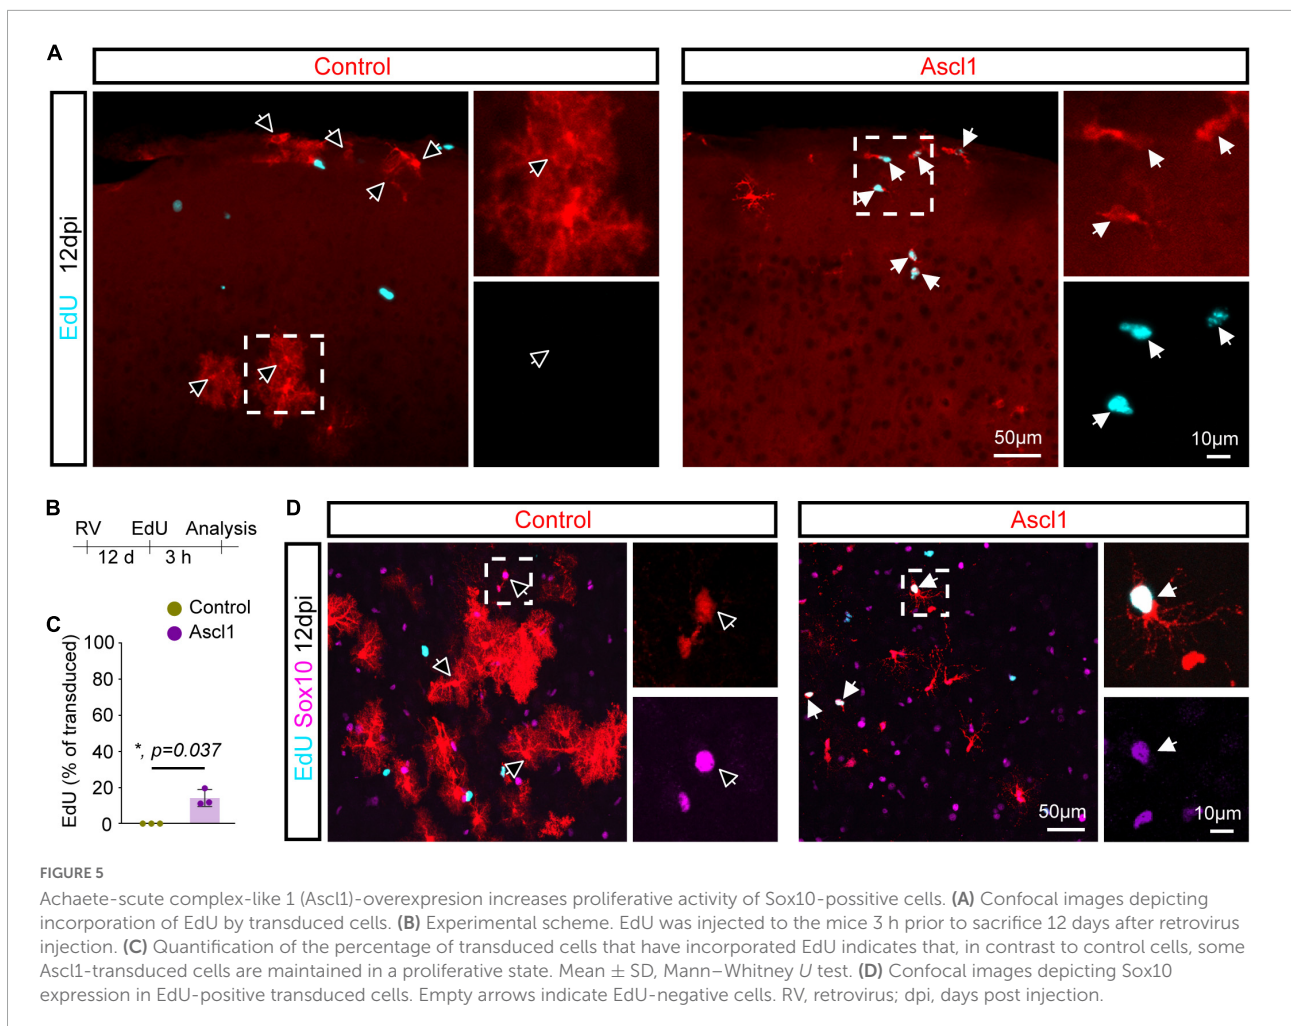 A
Control
Ascl1
EdU 12dpi
50µm
10µm
B
RV EdU Analysis
12 d 3 h
Control
Ascl1
C
EdU (% of transduced)
100
80
60
40
20
0
*, p=0.037
D
Control
Ascl1
EdU Sox10 12dpi
50µm
10µm
FIGURE 5
Achaete-scute complex-like 1 (Ascl1)-overexpresion increases proliferative activity of Sox10-possitive cells. (A) Confocal images depicting
incorporation of EdU by transduced cells. (B) Experimental scheme. EdU was injected to the mice 3 h prior to sacrifice 12 days after retrovirus
injection. (C) Quantification of the percentage of transduced cells that have incorporated EdU indicates that, in contrast to control cells, some
Ascl1-transduced cells are maintained in a proliferative state. Mean ± SD, Mann–Whitney U test. (D) Confocal images depicting Sox10
expression in EdU-positive transduced cells. Empty arrows indicate EdU-negative cells. RV, retrovirus; dpi, days post injection.